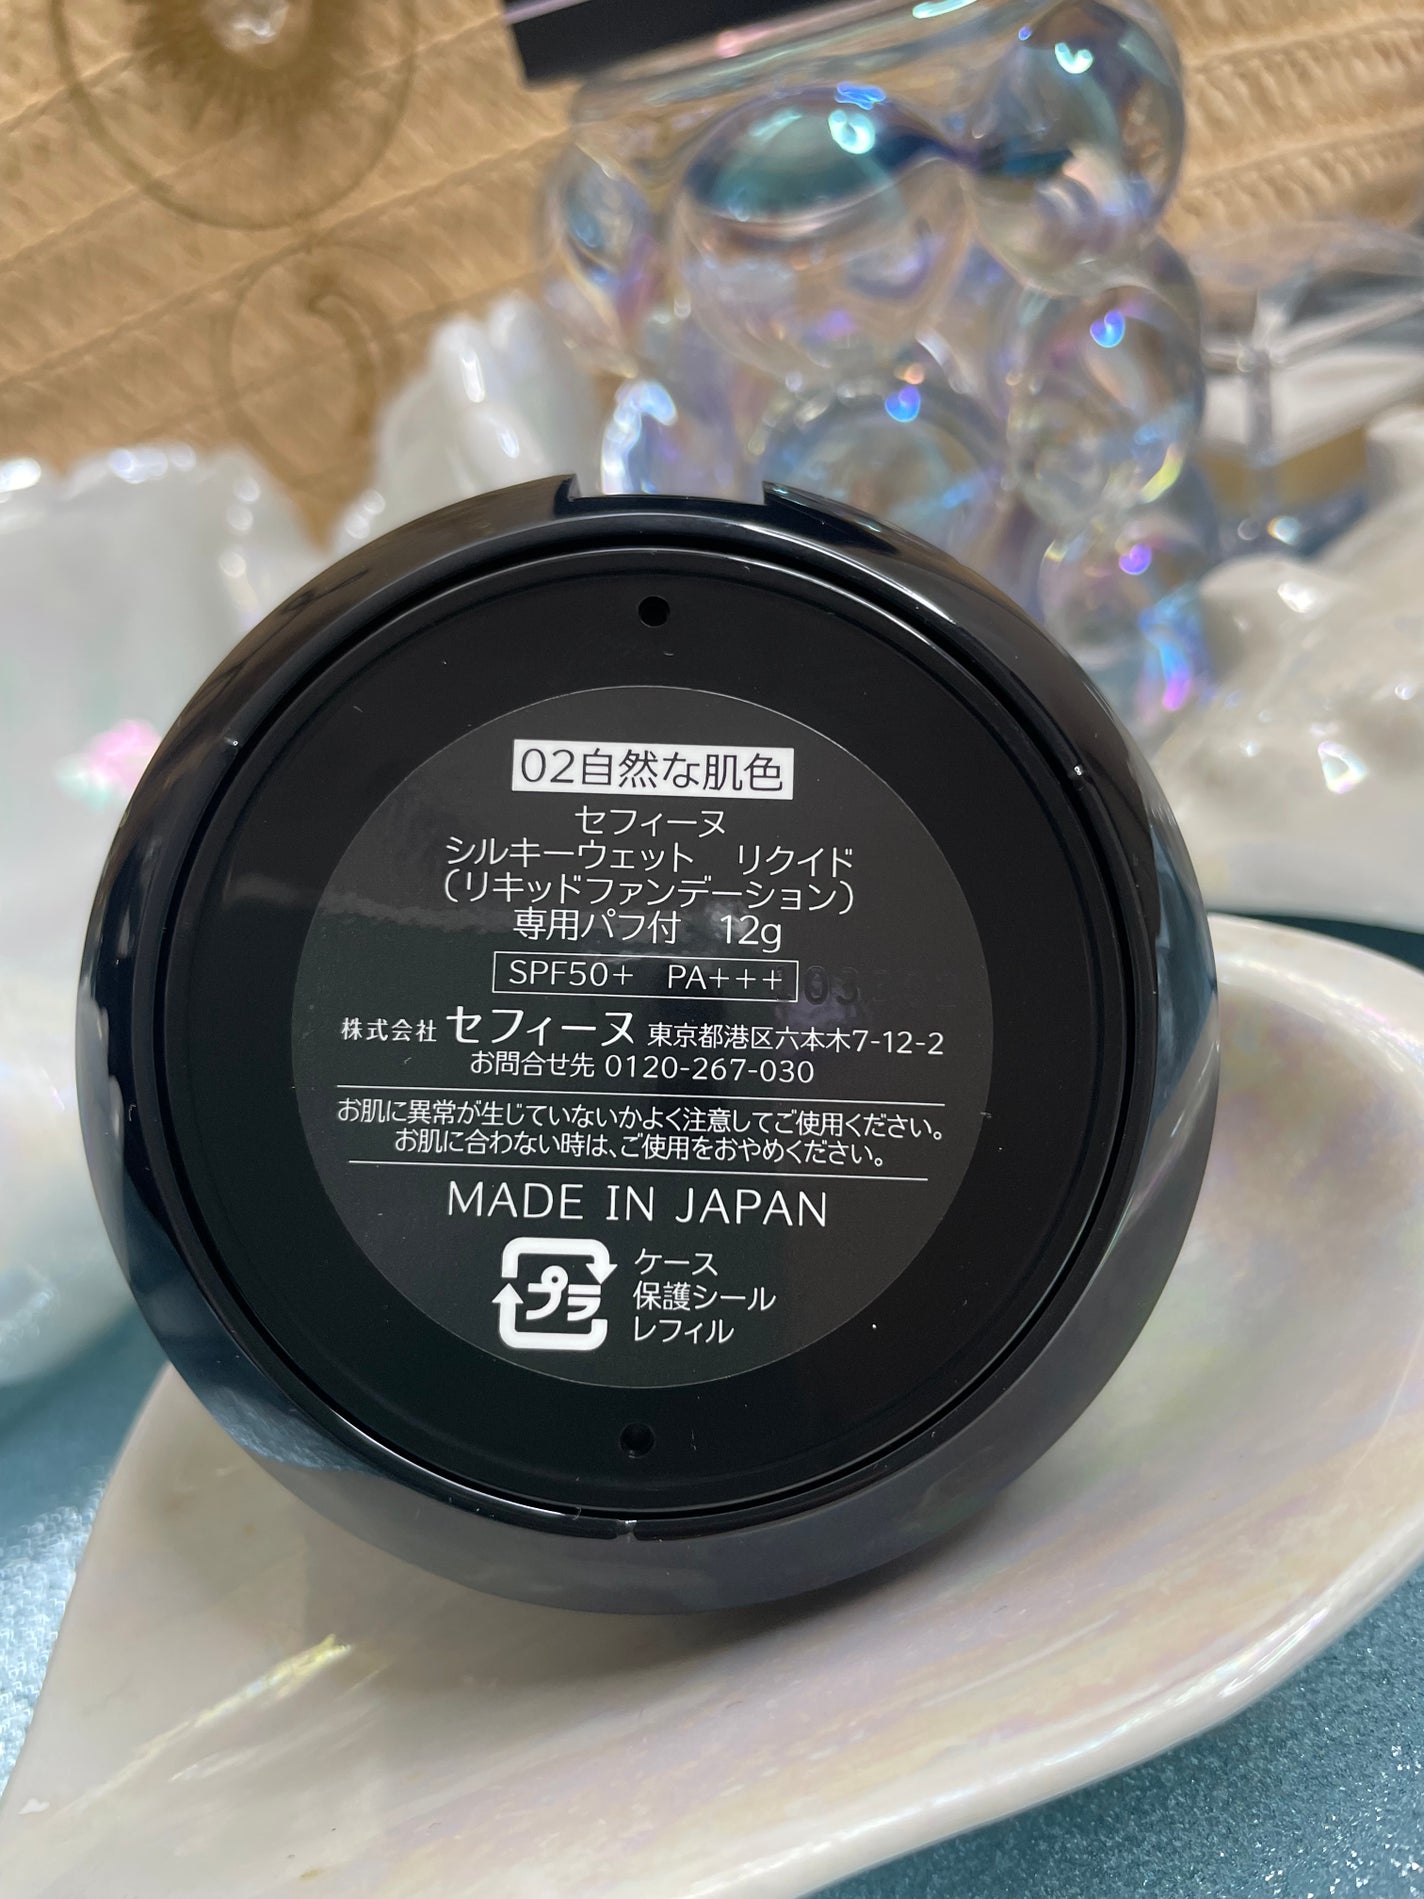 02自然な肌色
セフィーヌ
シルキーウェット　リクイド
（リキッドファンデーション）
専用パフ付　12g
SPF50+　PA+++
株式会社 セフィーヌ 東京都港区六本木7-12-2
お問合せ先 0120-267-030
お肌に異常が生じていないかよく注意してご使用ください。
お肌に合わない時は、ご使用をおやめください。
MADE IN JAPAN
プラ
ケース
保護シール
レフィル